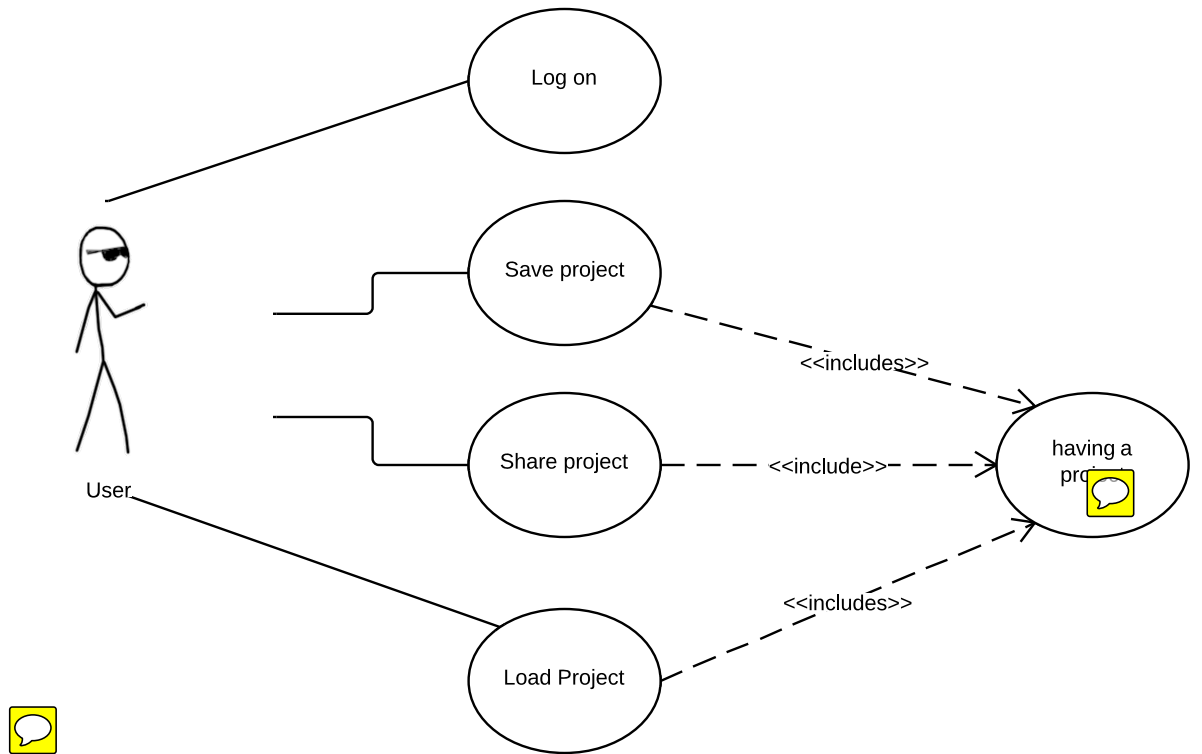 Log on
Save project
<<includes>>
having a
Share project
<<include>>
User
<<includes>>
Load Project